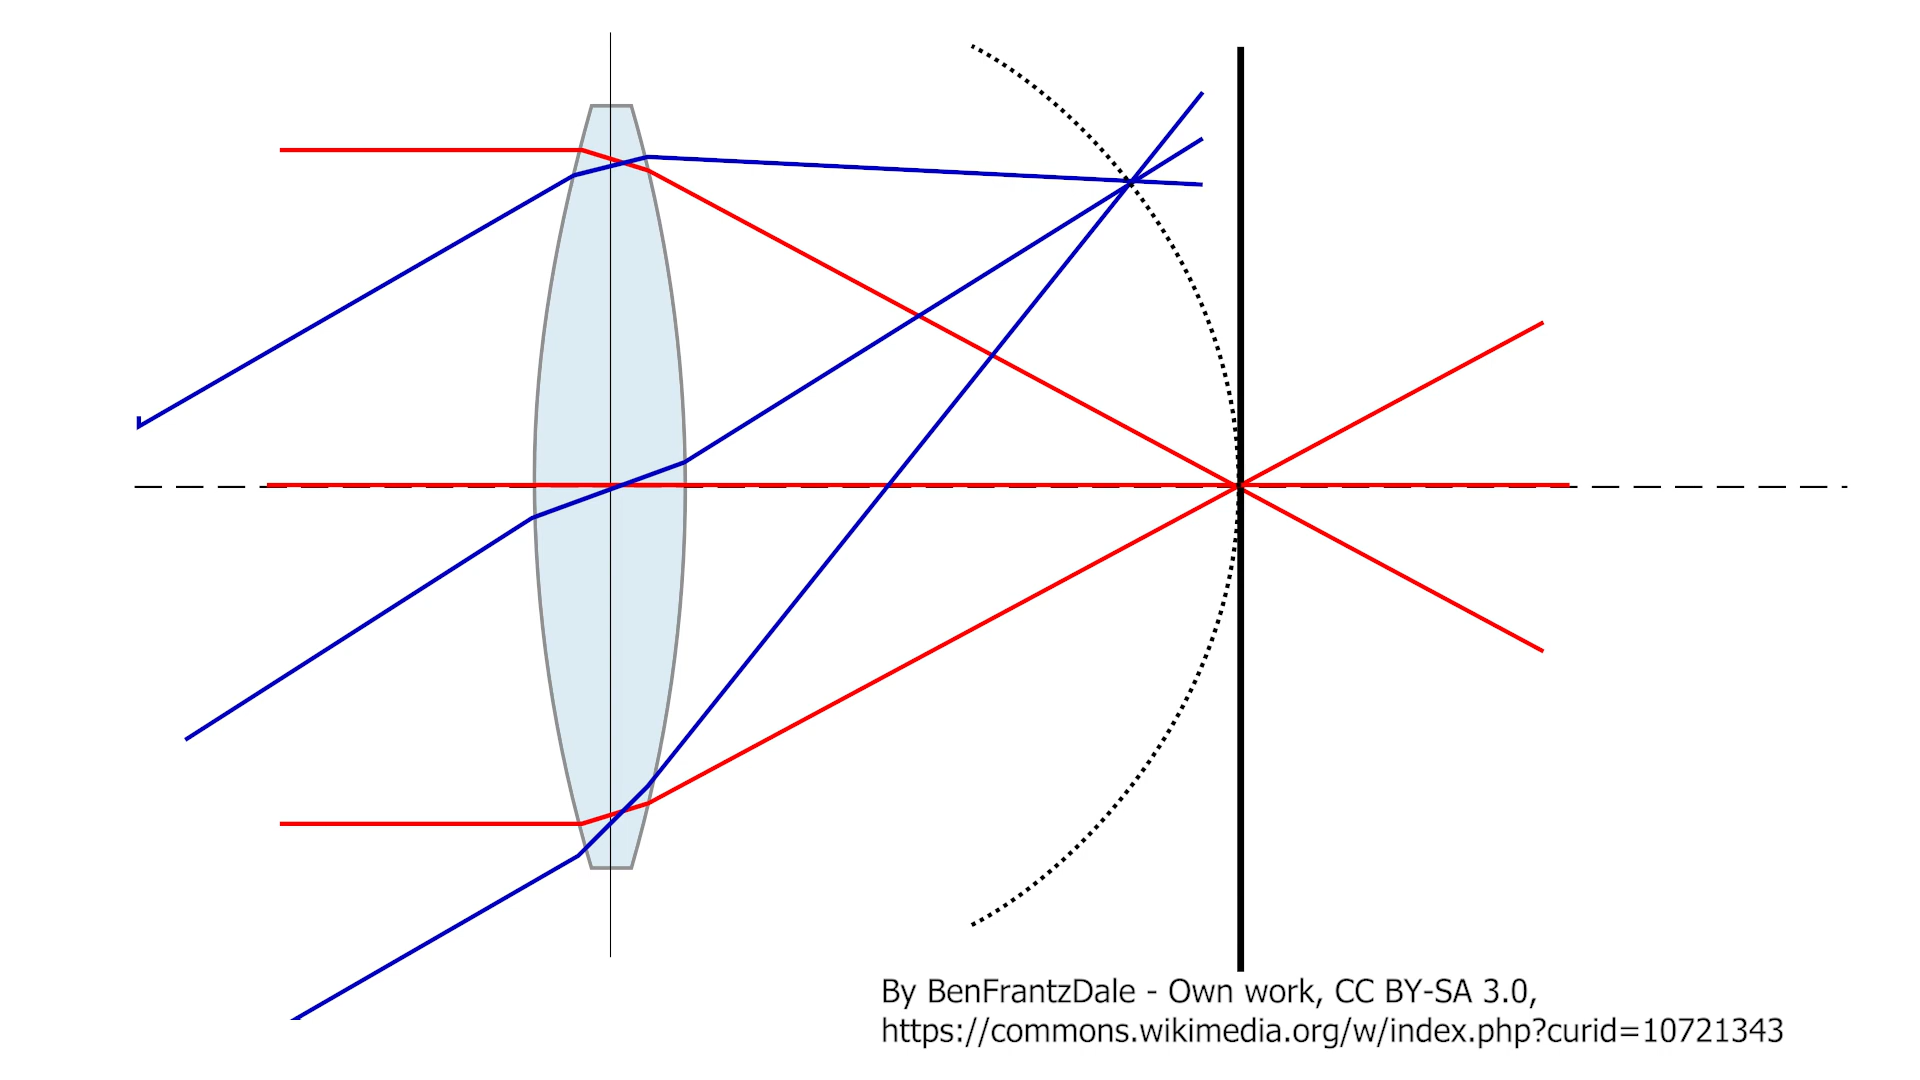 By BenFrantzDale - Own work, CC BY-SA 3.0,
https://commons.wikimedia.org/w/index.php?curid=10721343